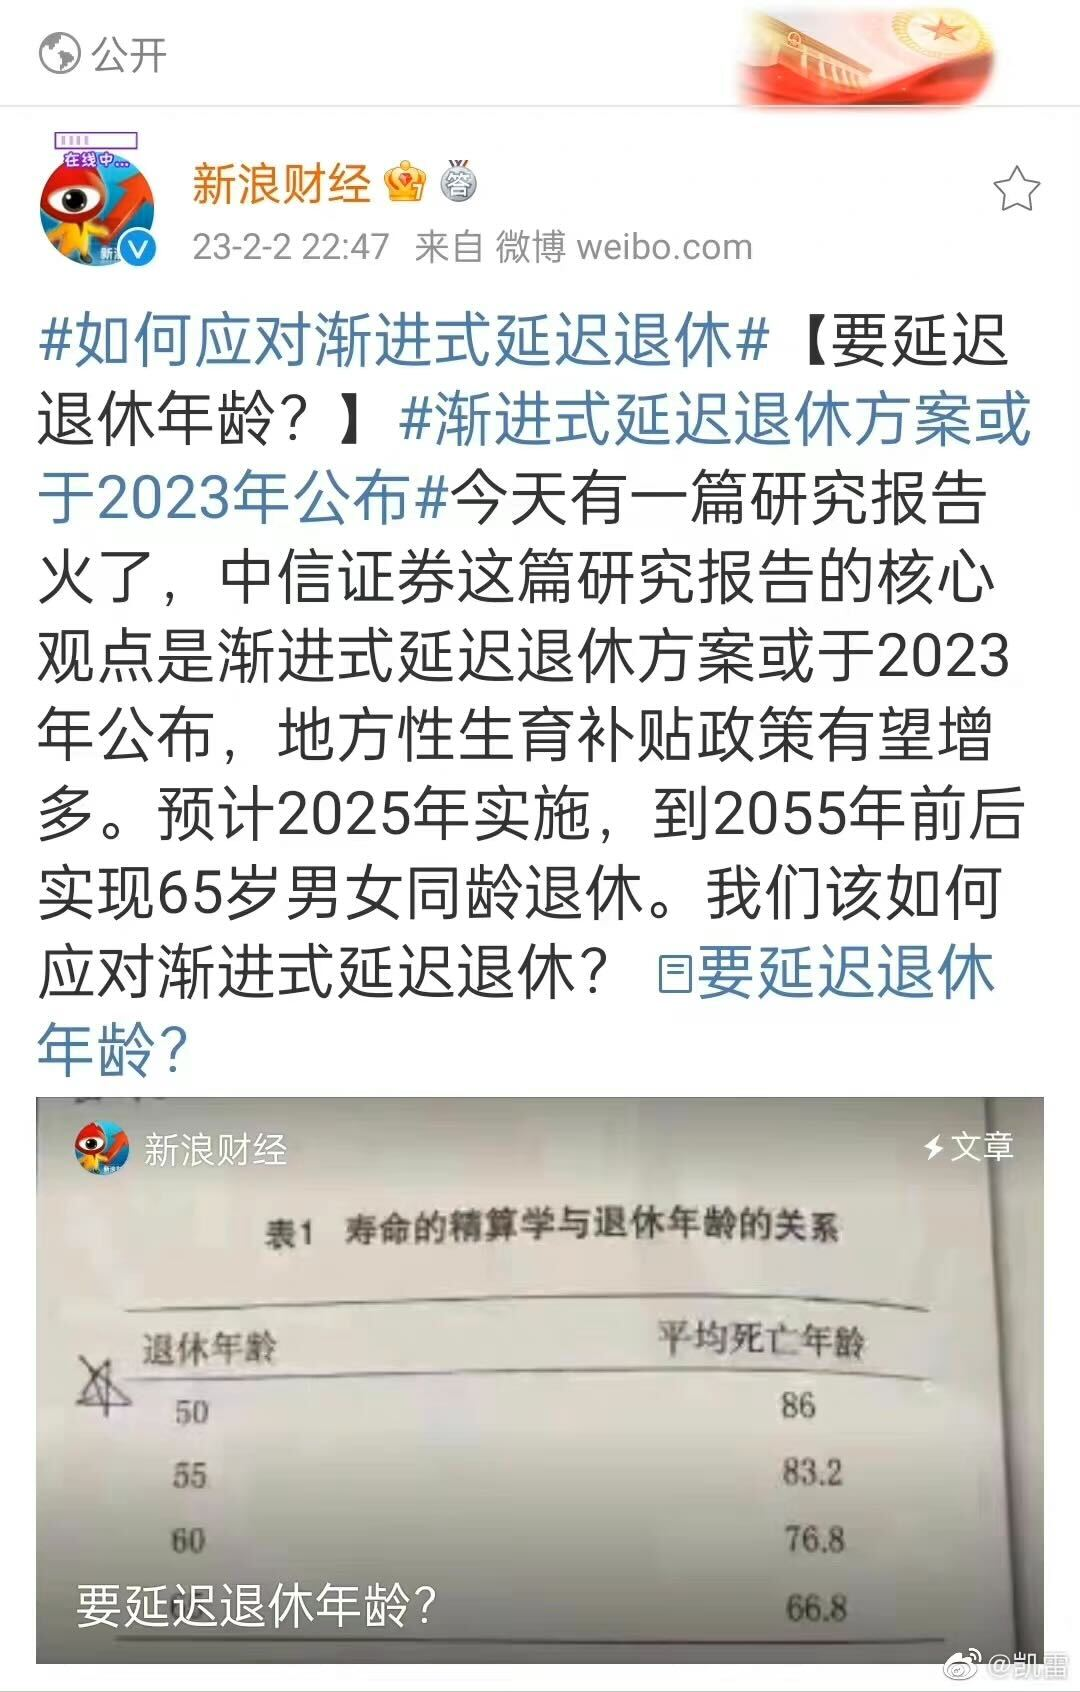 公开
在线中...
新浪财经
答
23-2-2 22:47 来自 微博 weibo.com
#如何应对渐进式延迟退休#【要延迟
退休年龄？】#渐进式延迟退休方案或
于2023年公布#今天有一篇研究报告
火了，中信证券这篇研究报告的核心
观点是渐进式延迟退休方案或于2023
年公布，地方性生育补贴政策有望增
多。预计2025年实施，到2055年前后
实现65岁男女同龄退休。我们该如何
应对渐进式延迟退休？ 要延迟退休
年龄？
新浪财经
文章
表1 寿命的精算学与退休年龄的关系
退休年龄 平均死亡年龄
50 86
55 83.2
60 76.8
66.8
要延迟退休年龄？
@凯雷